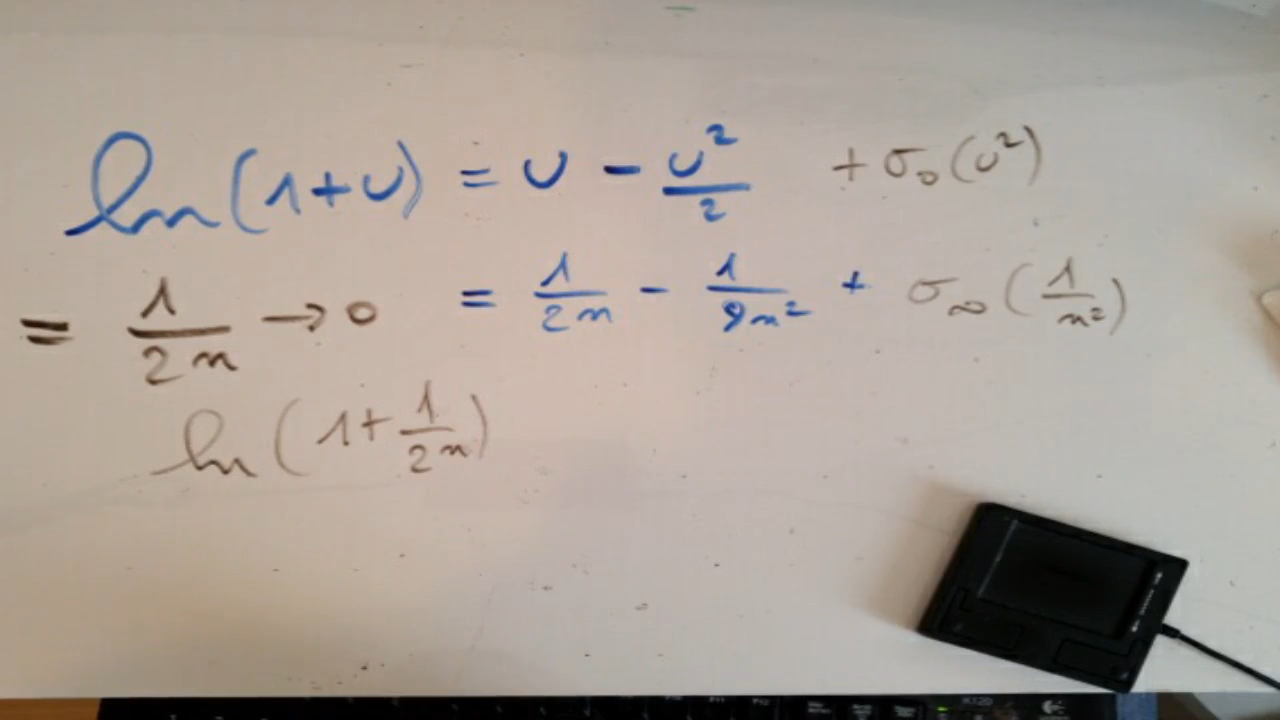 ln(1+u) = u - u²/2 + o₀(u²)
= 1/2n → 0 = 1/2n - 1/8n² + o∞(1/n²)
ln(1+1/2n)
K120